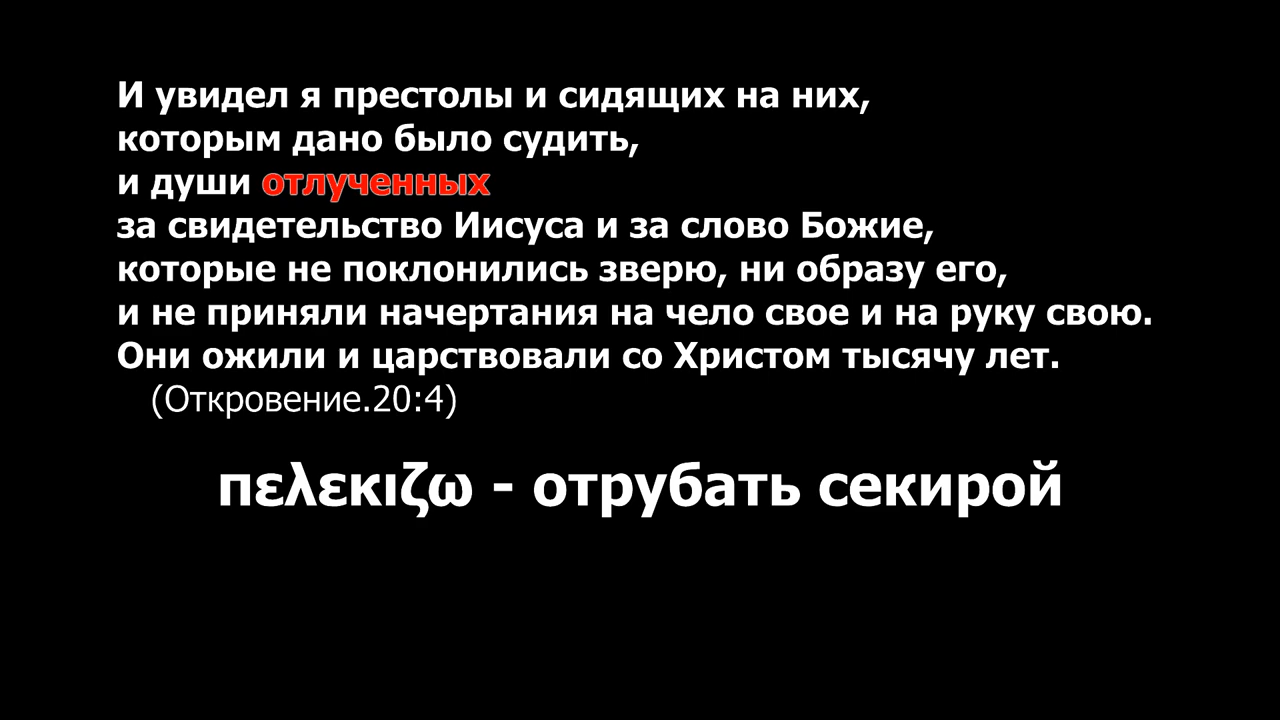 И увидел я престолы и сидящих на них,
которым дано было судить,
и души отлученных
за свидетельство Иисуса и за слово Божие,
которые не поклонились зверю, ни образу его,
и не приняли начертания на чело свое и на руку свою.
Они ожили и царствовали со Христом тысячу лет.
(Откровение.20:4)
πελεκιζω - отрубать секирой